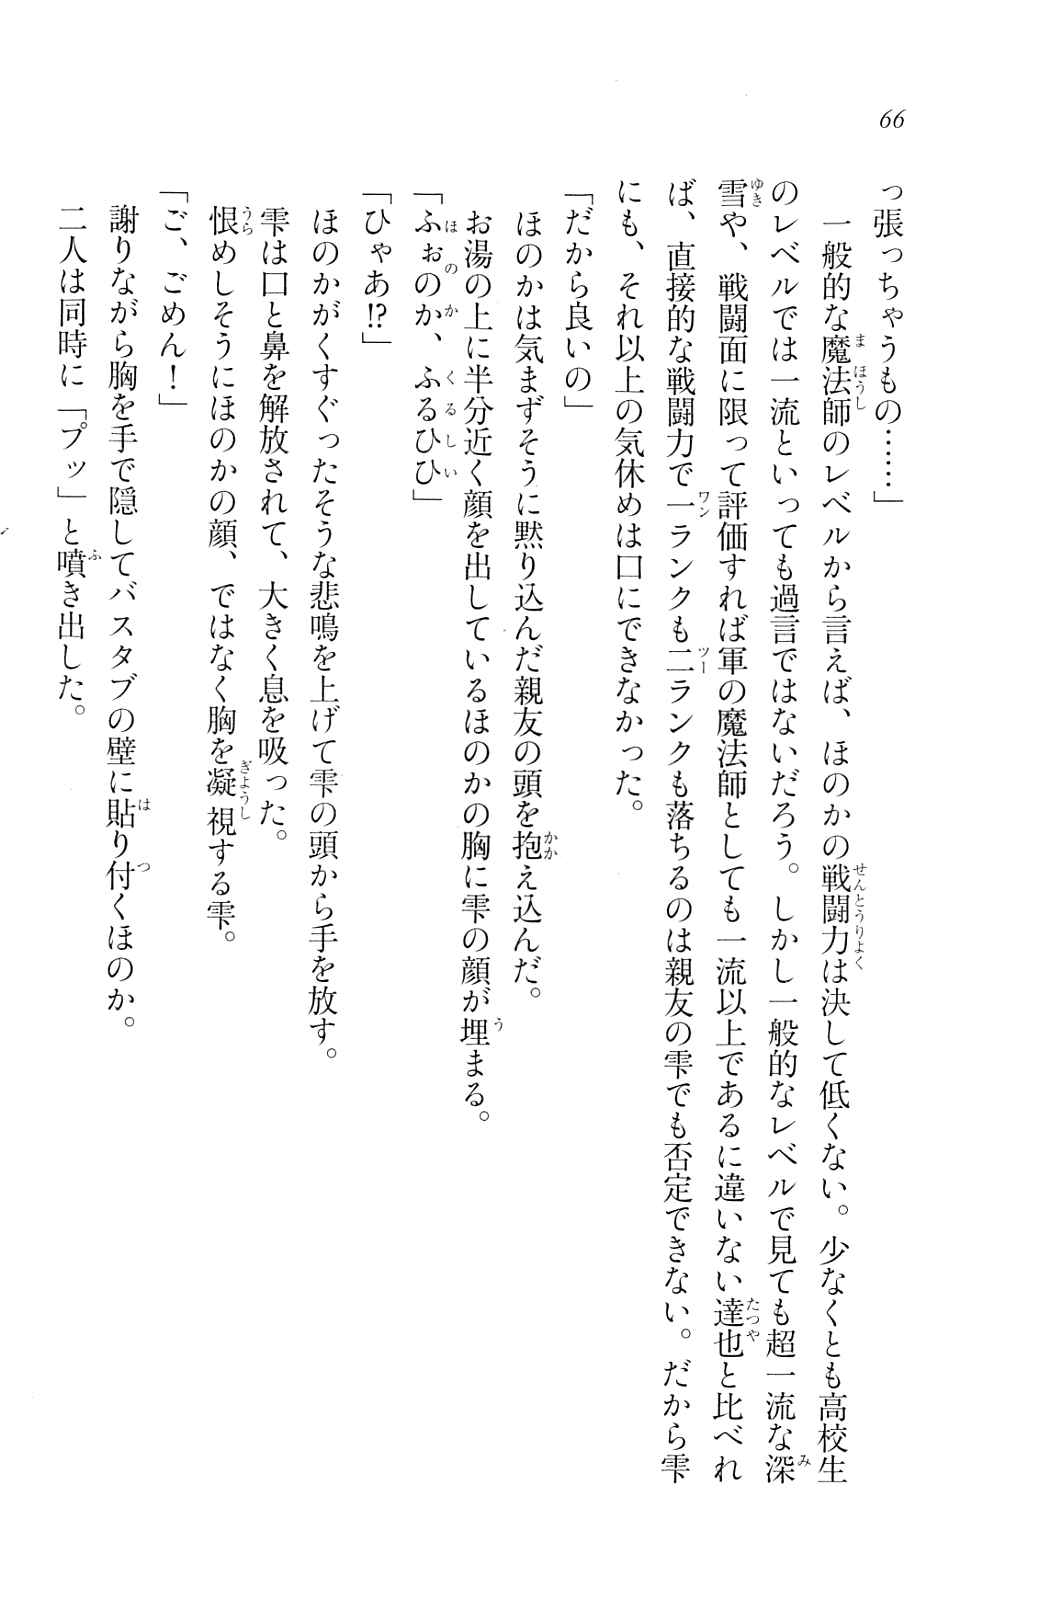 66
っ張っちゃうもの……」
一般的な魔法師のレベルから言えば、ほのかの戦闘力は決して低くない。少なくとも高校生
のレベルでは一流といっても過言ではないだろう。しかし一般的なレベルで見ても超一流な深
雪や、戦闘面に限って評価すれば軍の魔法師としても一流以上であるに違いない達也と比べれ
ば、直接的な戦闘力で一ランクも二ランクも落ちるのは親友の雫でも否定できない。だから雫
にも、それ以上の気休めは口にできなかった。
「だから良いの」
ほのかは気まずそうに黙り込んだ親友の頭を抱え込んだ。
お湯の上に半分近く顔を出しているほのかの胸に雫の顔が埋まる。
「ふぉのか、ふるひひ」
「ひゃあ!?」
ほのかがくすぐったそうな悲鳴を上げて雫の頭から手を放す。
雫は口と鼻を解放されて、大きく息を吸った。
恨めしそうにほのかの顔、ではなく胸を凝視する雫。
「ご、ごめん！」
謝りながら胸を手で隠してバスタブの壁に貼り付くほのか。
二人は同時に「プッ」と噴き出した。